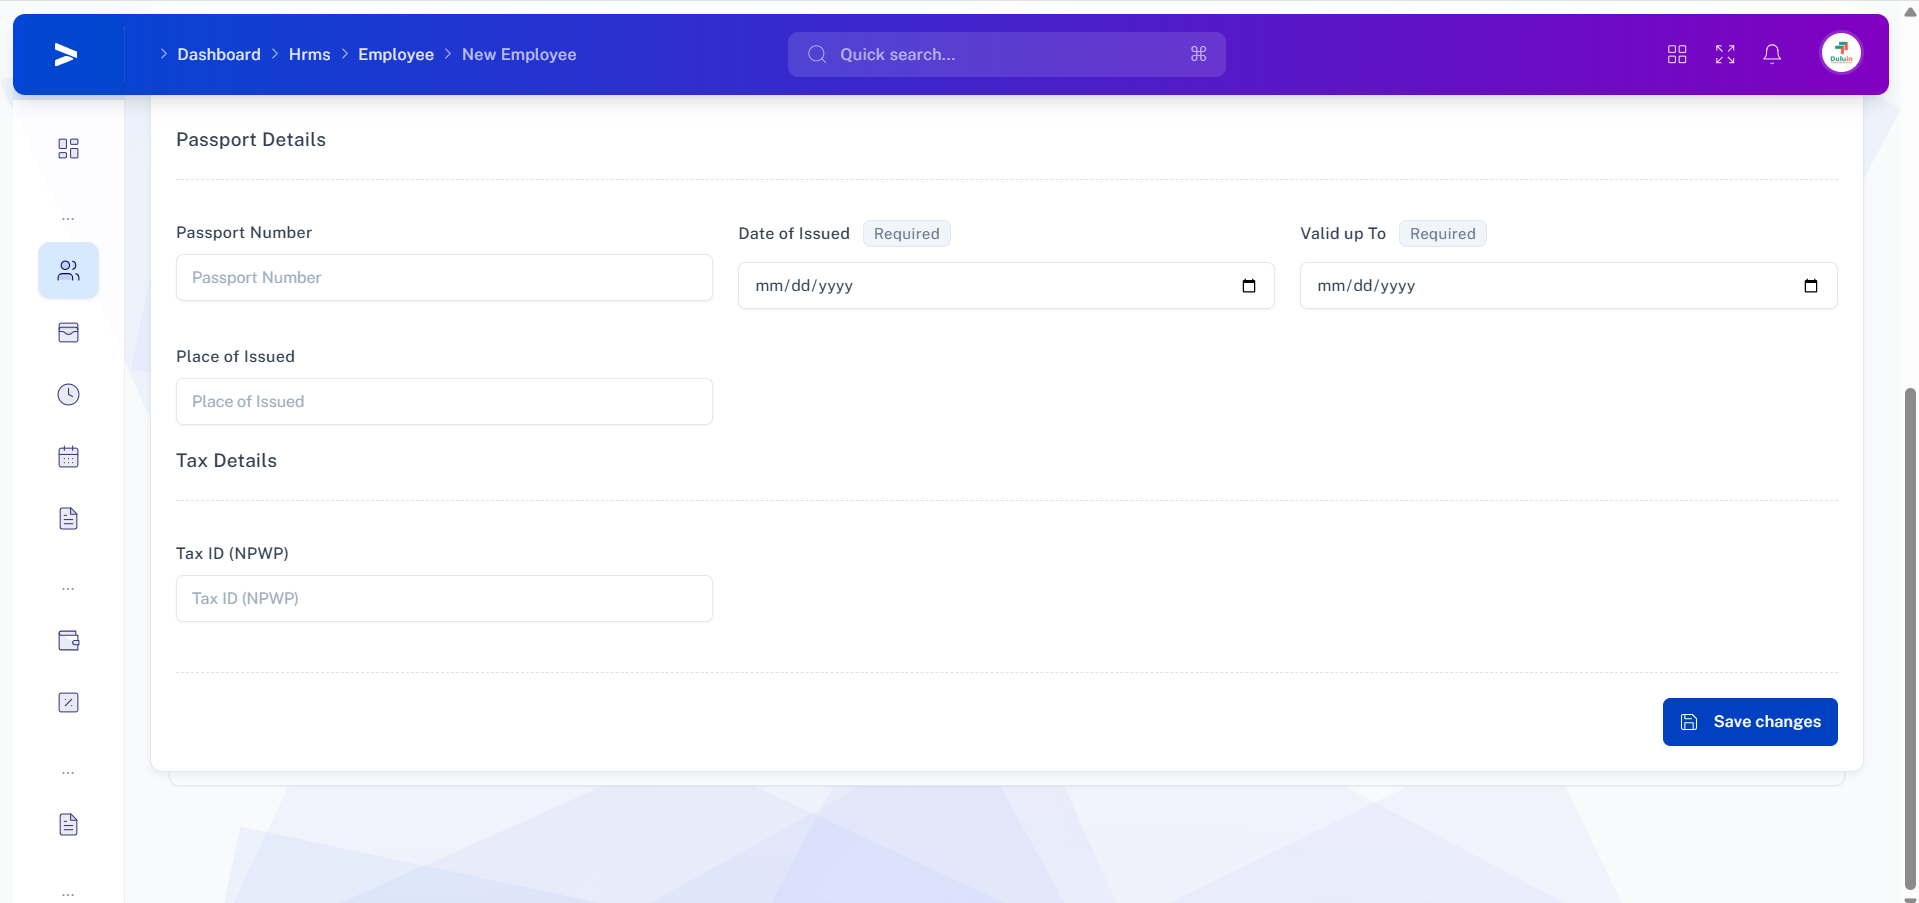 Dashboard Hrms Employee New Employee
Quick search...
⌘
Duluin
Passport Details
Passport Number
Date of Issued Required
Valid up To Required
Passport Number
mm/dd/yyyy
mm/dd/yyyy
Place of Issued
Place of Issued
Tax Details
Tax ID (NPWP)
Tax ID (NPWP)
Save changes
...
...
...
...